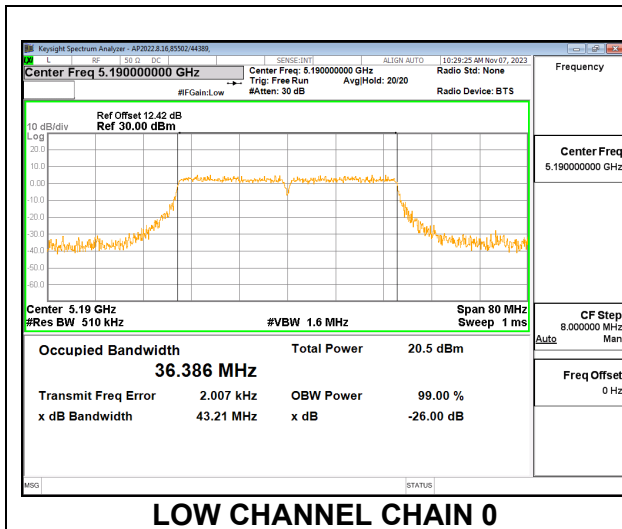 Keysight Spectrum Analyzer - AP2022.8.16,85502/44389,
LXI L RF 50 Ω DC SENSE:INT ALIGN AUTO 10:29:25 AM Nov 07, 2023
Center Freq 5.190000000 GHz Center Freq: 5.190000000 GHz Radio Std: None Frequency
Trig: Free Run Avg|Hold: 20/20
#IFGain:Low #Atten: 30 dB Radio Device: BTS
Ref Offset 12.42 dB
10 dB/div Ref 30.00 dBm
Log
20.0
10.0
0.00
-10.0
-20.0
-30.0
-40.0
-50.0
-60.0
Center Freq
5.190000000 GHz
Center 5.19 GHz Span 80 MHz
#Res BW 510 kHz #VBW 1.6 MHz Sweep 1 ms
CF Step
8.000000 MHz
Auto Man
Occupied Bandwidth Total Power 20.5 dBm
36.386 MHz
Freq Offset
0 Hz
Transmit Freq Error 2.007 kHz OBW Power 99.00 %
x dB Bandwidth 43.21 MHz x dB -26.00 dB
MSG STATUS
LOW CHANNEL CHAIN 0